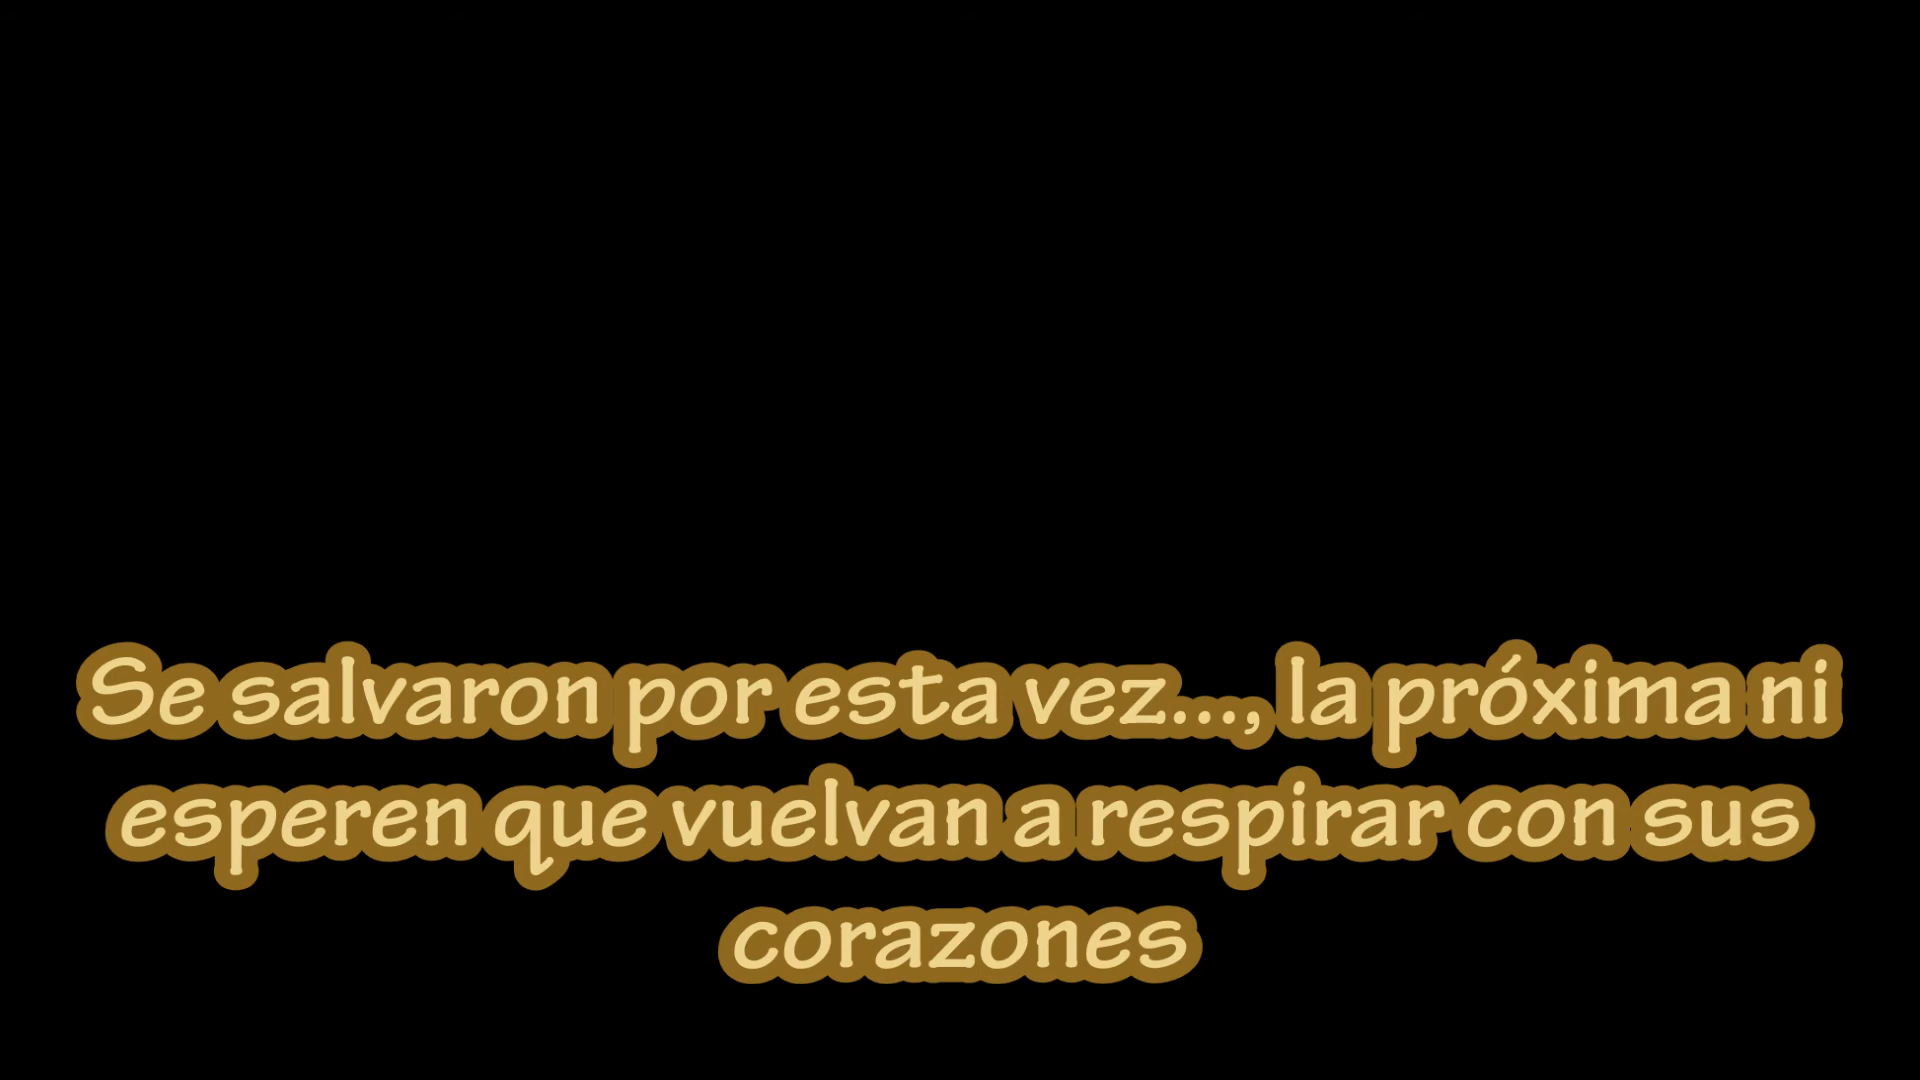 Se salvaron por esta vez..., la próxima ni
esperen que vuelvan a respirar con sus
corazones